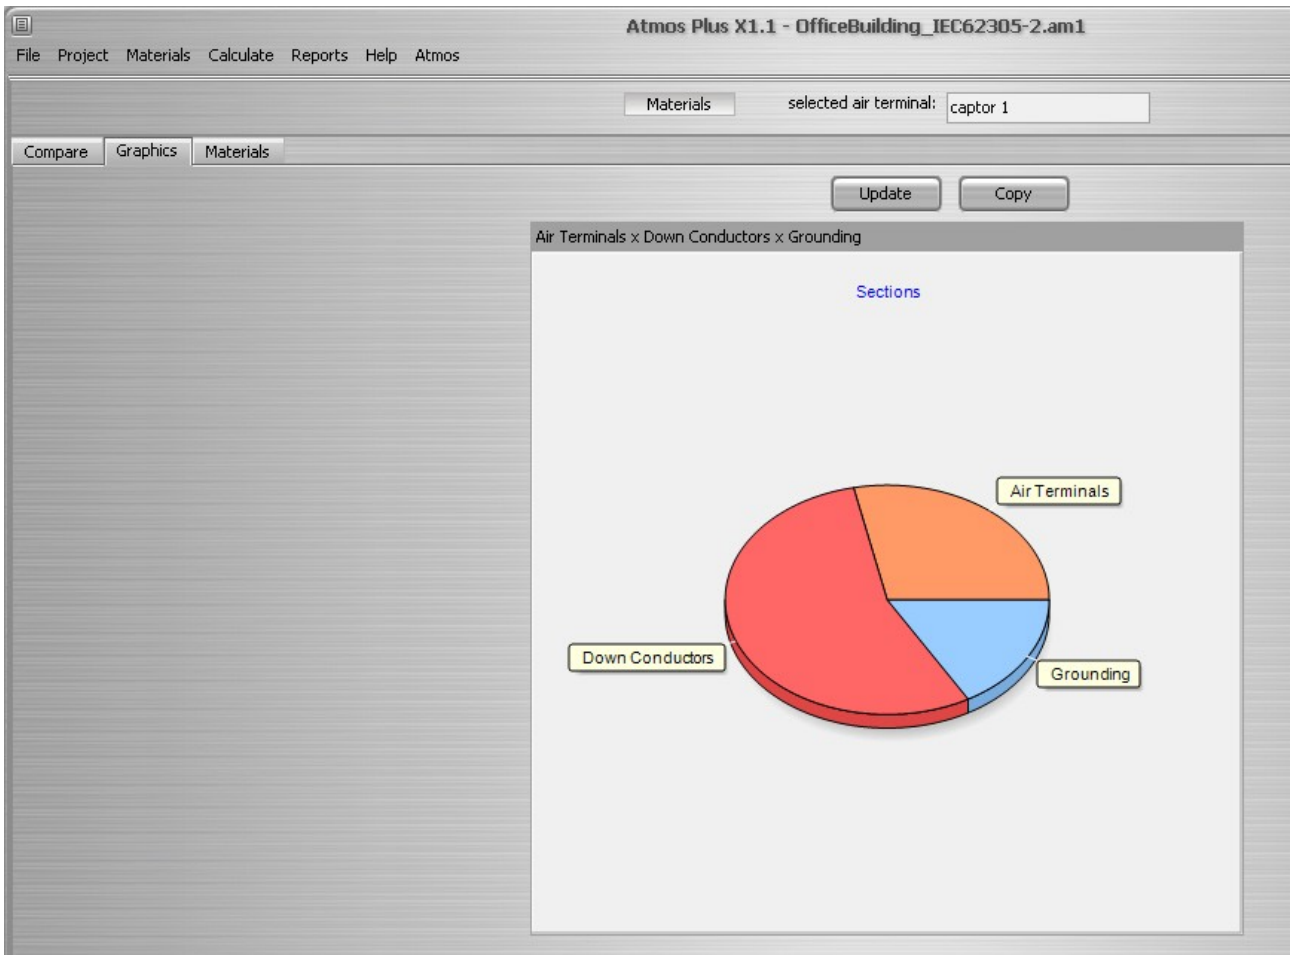 Atmos Plus X1.1 - OfficeBuilding_IEC62305-2.am1
File Project Materials Calculate Reports Help Atmos
Materials selected air terminal: captor 1
Compare Graphics Materials
Update Copy
Air Terminals x Down Conductors x Grounding
Sections
Air Terminals
Down Conductors
Grounding